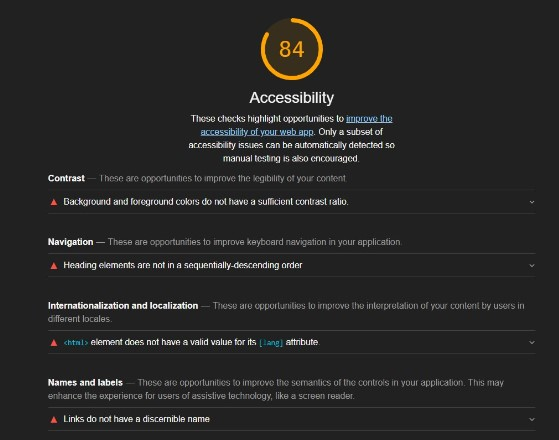 84
Accessibility
These checks highlight opportunities to improve the
accessibility of your web app. Only a subset of
accessibility issues can be automatically detected so
manual testing is also encouraged.
Contrast — These are opportunities to improve the legibility of your content.
Background and foreground colors do not have a sufficient contrast ratio.
Navigation — These are opportunities to improve keyboard navigation in your application.
Heading elements are not in a sequentially-descending order
Internationalization and localization — These are opportunities to improve the interpretation of your content by users in
different locales.
<html> element does not have a valid value for its [lang] attribute.
Names and labels — These are opportunities to improve the semantics of the controls in your application. This may
enhance the experience for users of assistive technology, like a screen reader.
Links do not have a discernible name